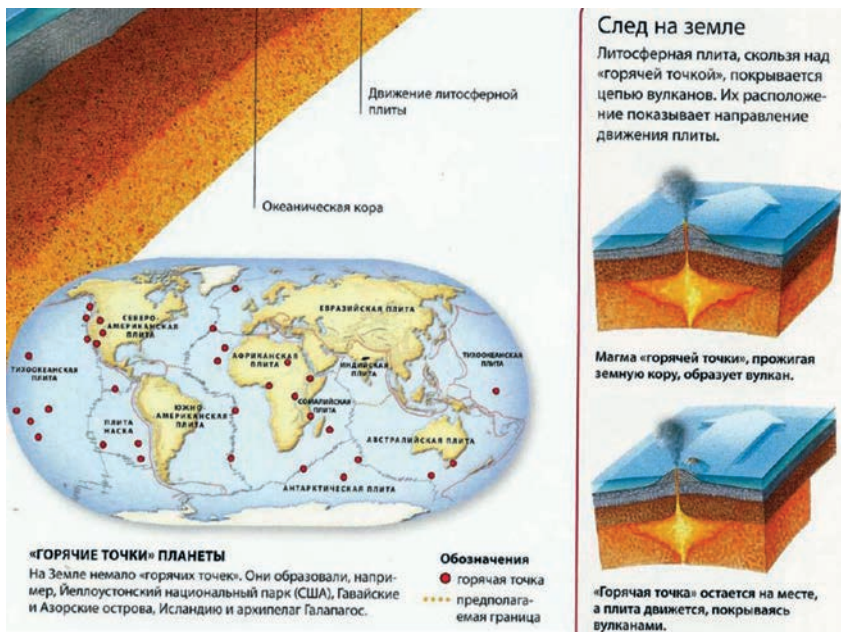 Движение литосферной
плиты
Океаническая кора
СЕВЕРО-
АМЕРИКАНСКАЯ
ПЛИТА
ЕВРАЗИЙСКАЯ ПЛИТА
ТИХООКЕАНСКАЯ
ПЛИТА
АФРИКАНСКАЯ
ПЛИТА
ИНДИЙСКАЯ
ПЛИТА
ТИХООКЕАНСКАЯ
ПЛИТА
СОМАЛИЙСКАЯ
ПЛИТА
ПЛИТА
НАСКА
ЮЖНО-
АМЕРИКАНСКАЯ
ПЛИТА
АВСТРАЛИЙСКАЯ ПЛИТА
АНТАРКТИЧЕСКАЯ ПЛИТА
«ГОРЯЧИЕ ТОЧКИ» ПЛАНЕТЫ
На Земле немало «горячих точек». Они образовали, напри-
мер, Йеллоустонский национальный парк (США), Гавайские
и Азорские острова, Исландию и архипелаг Галапагос.
Обозначения
горячая точка
предполага-
емая граница
След на земле
Литосферная плита, скользя над
«горячей точкой», покрывается
цепью вулканов. Их расположе-
ние показывает направление
движения плиты.
Магма «горячей точки», прожигая
земную кору, образует вулкан.
«Горячая точка» остается на месте,
а плита движется, покрываясь
вулканами.